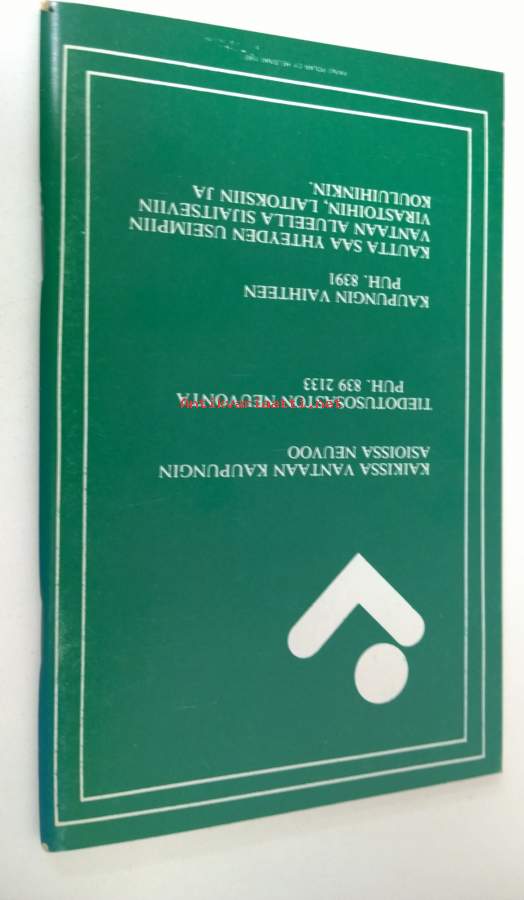 KAIKISSA VANTAAN KAUPUNGIN
ASIOISSA NEUVOO
TIEDOTUSOSASTON NEUVONTA
PUH. 839 2133
KAUPUNGIN VAIHTEEN
PUH. 8391
KAUTTA SAA YHTEYDEN USEIMPIIN
VANTAAN ALUEELLA SIJAITSEVIIN
VIRASTOIHIN, LAITOKSIIN JA
KOULUIHINKIN.